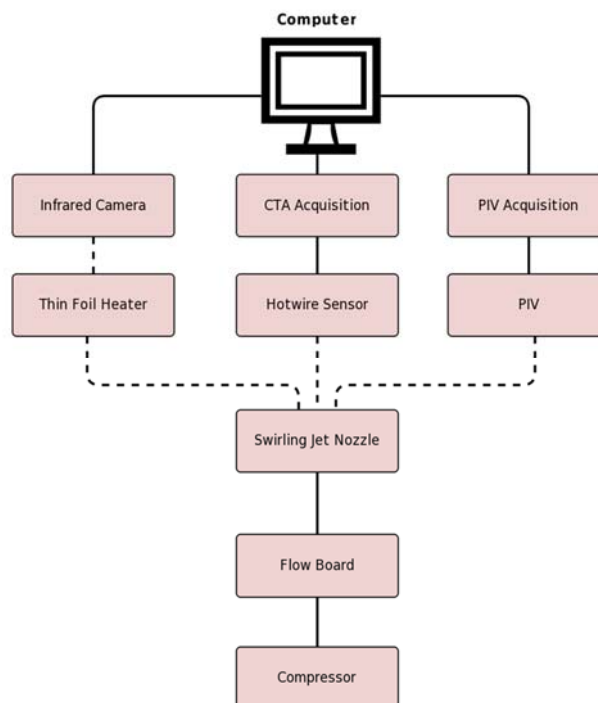 Computer
Infrared Camera
CTA Acquisition
PIV Acquisition
Thin Foil Heater
Hotwire Sensor
PIV
Swirling Jet Nozzle
Flow Board
Compressor